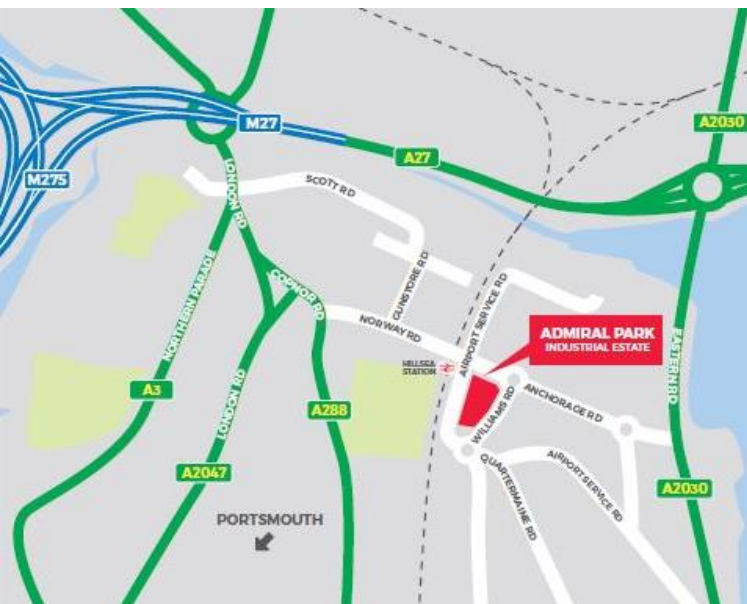 A2030
M27
A27
M275
LONDON RD
SCOTT RD
NORTHERN PARADE
COPNOR RD
GUNSTORE RD
AIRPORT SERVICE RD
NORWAY RD
ADMIRAL PARK
INDUSTRIAL ESTATE
EASTERN RD
HILLSEA
STATION
A3
LONDON RD
A288
WILLIAMS RD
ANCHORAGE RD
A2047
QUARTERMAINE RD
AIRPORT SERVICE RD
A2030
PORTSMOUTH